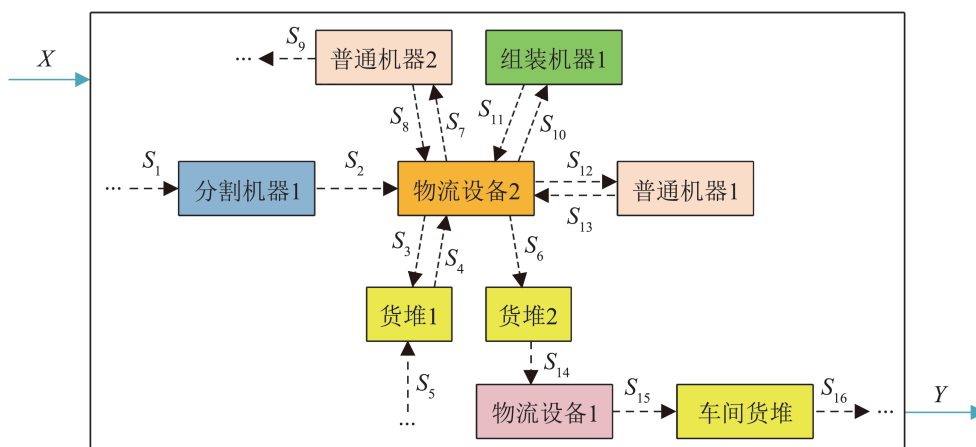 S₉
... 普通机器2
组装机器1
X
S₈
S₇
S₁₁
S₁₀
S₁
S₂
S₁₂
... 分割机器1
物流设备2
普通机器1
S₁₃
S₃
S₄
S₆
货堆1
货堆2
S₅
S₁₄
...
物流设备1
S₁₅
车间货堆
S₁₆
...
Y